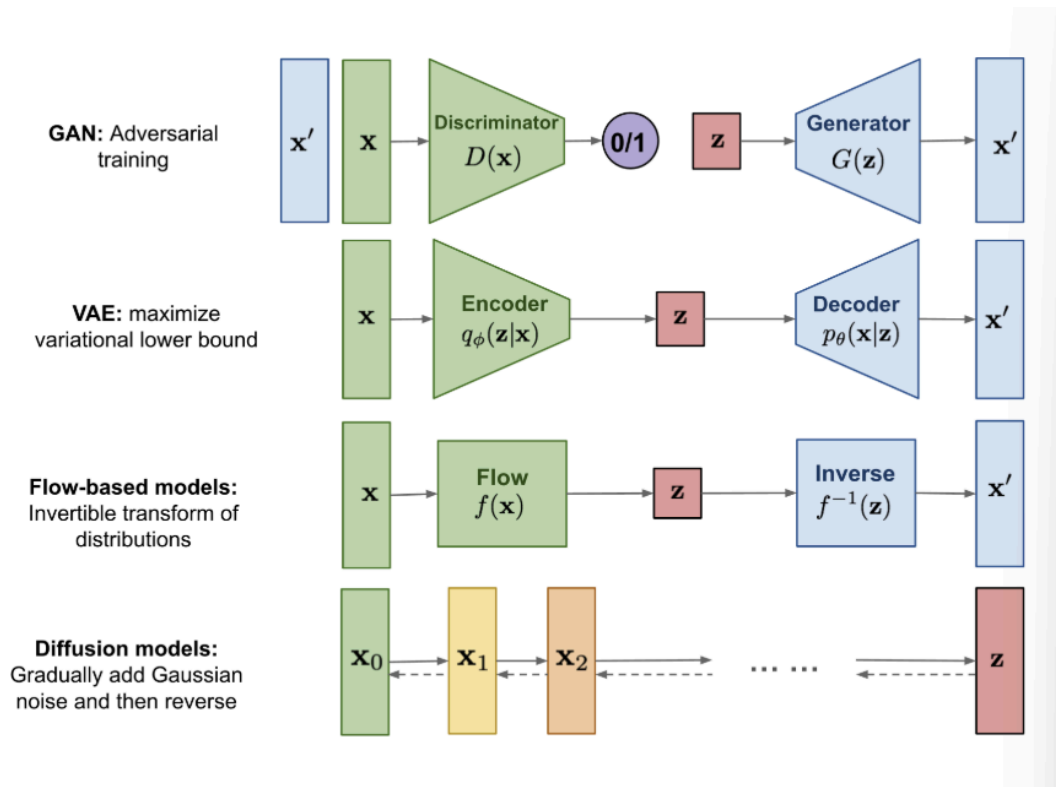 GAN: Adversarial
training
x′
x
Discriminator
D(x)
0/1
z
Generator
G(z)
x′
VAE: maximize
variational lower bound
x
Encoder
qϕ(z|x)
z
Decoder
pθ(x|z)
x′
Flow-based models:
Invertible transform of
distributions
x
Flow
f(x)
z
Inverse
f⁻¹(z)
x′
Diffusion models:
Gradually add Gaussian
noise and then reverse
x₀
x₁
x₂
... ...
z